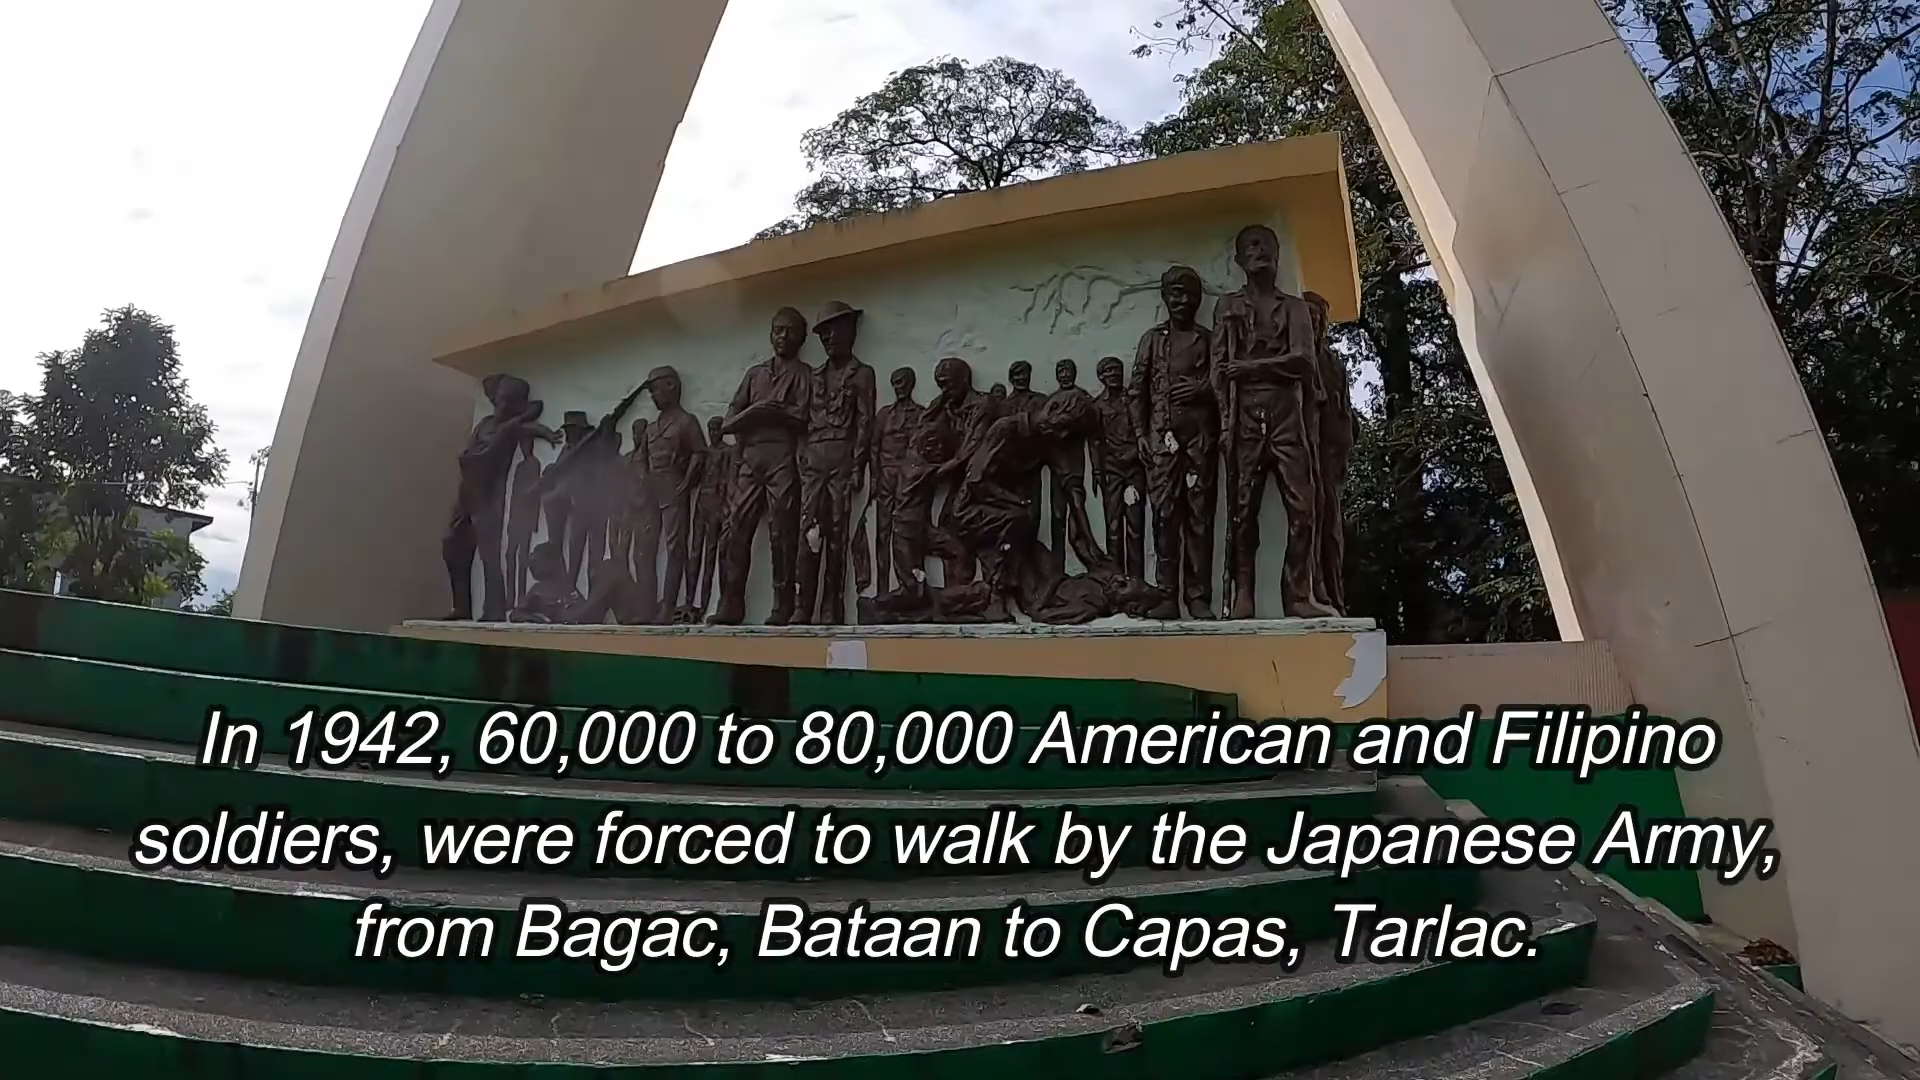 In 1942, 60,000 to 80,000 American and Filipino
soldiers, were forced to walk by the Japanese Army,
from Bagac, Bataan to Capas, Tarlac.